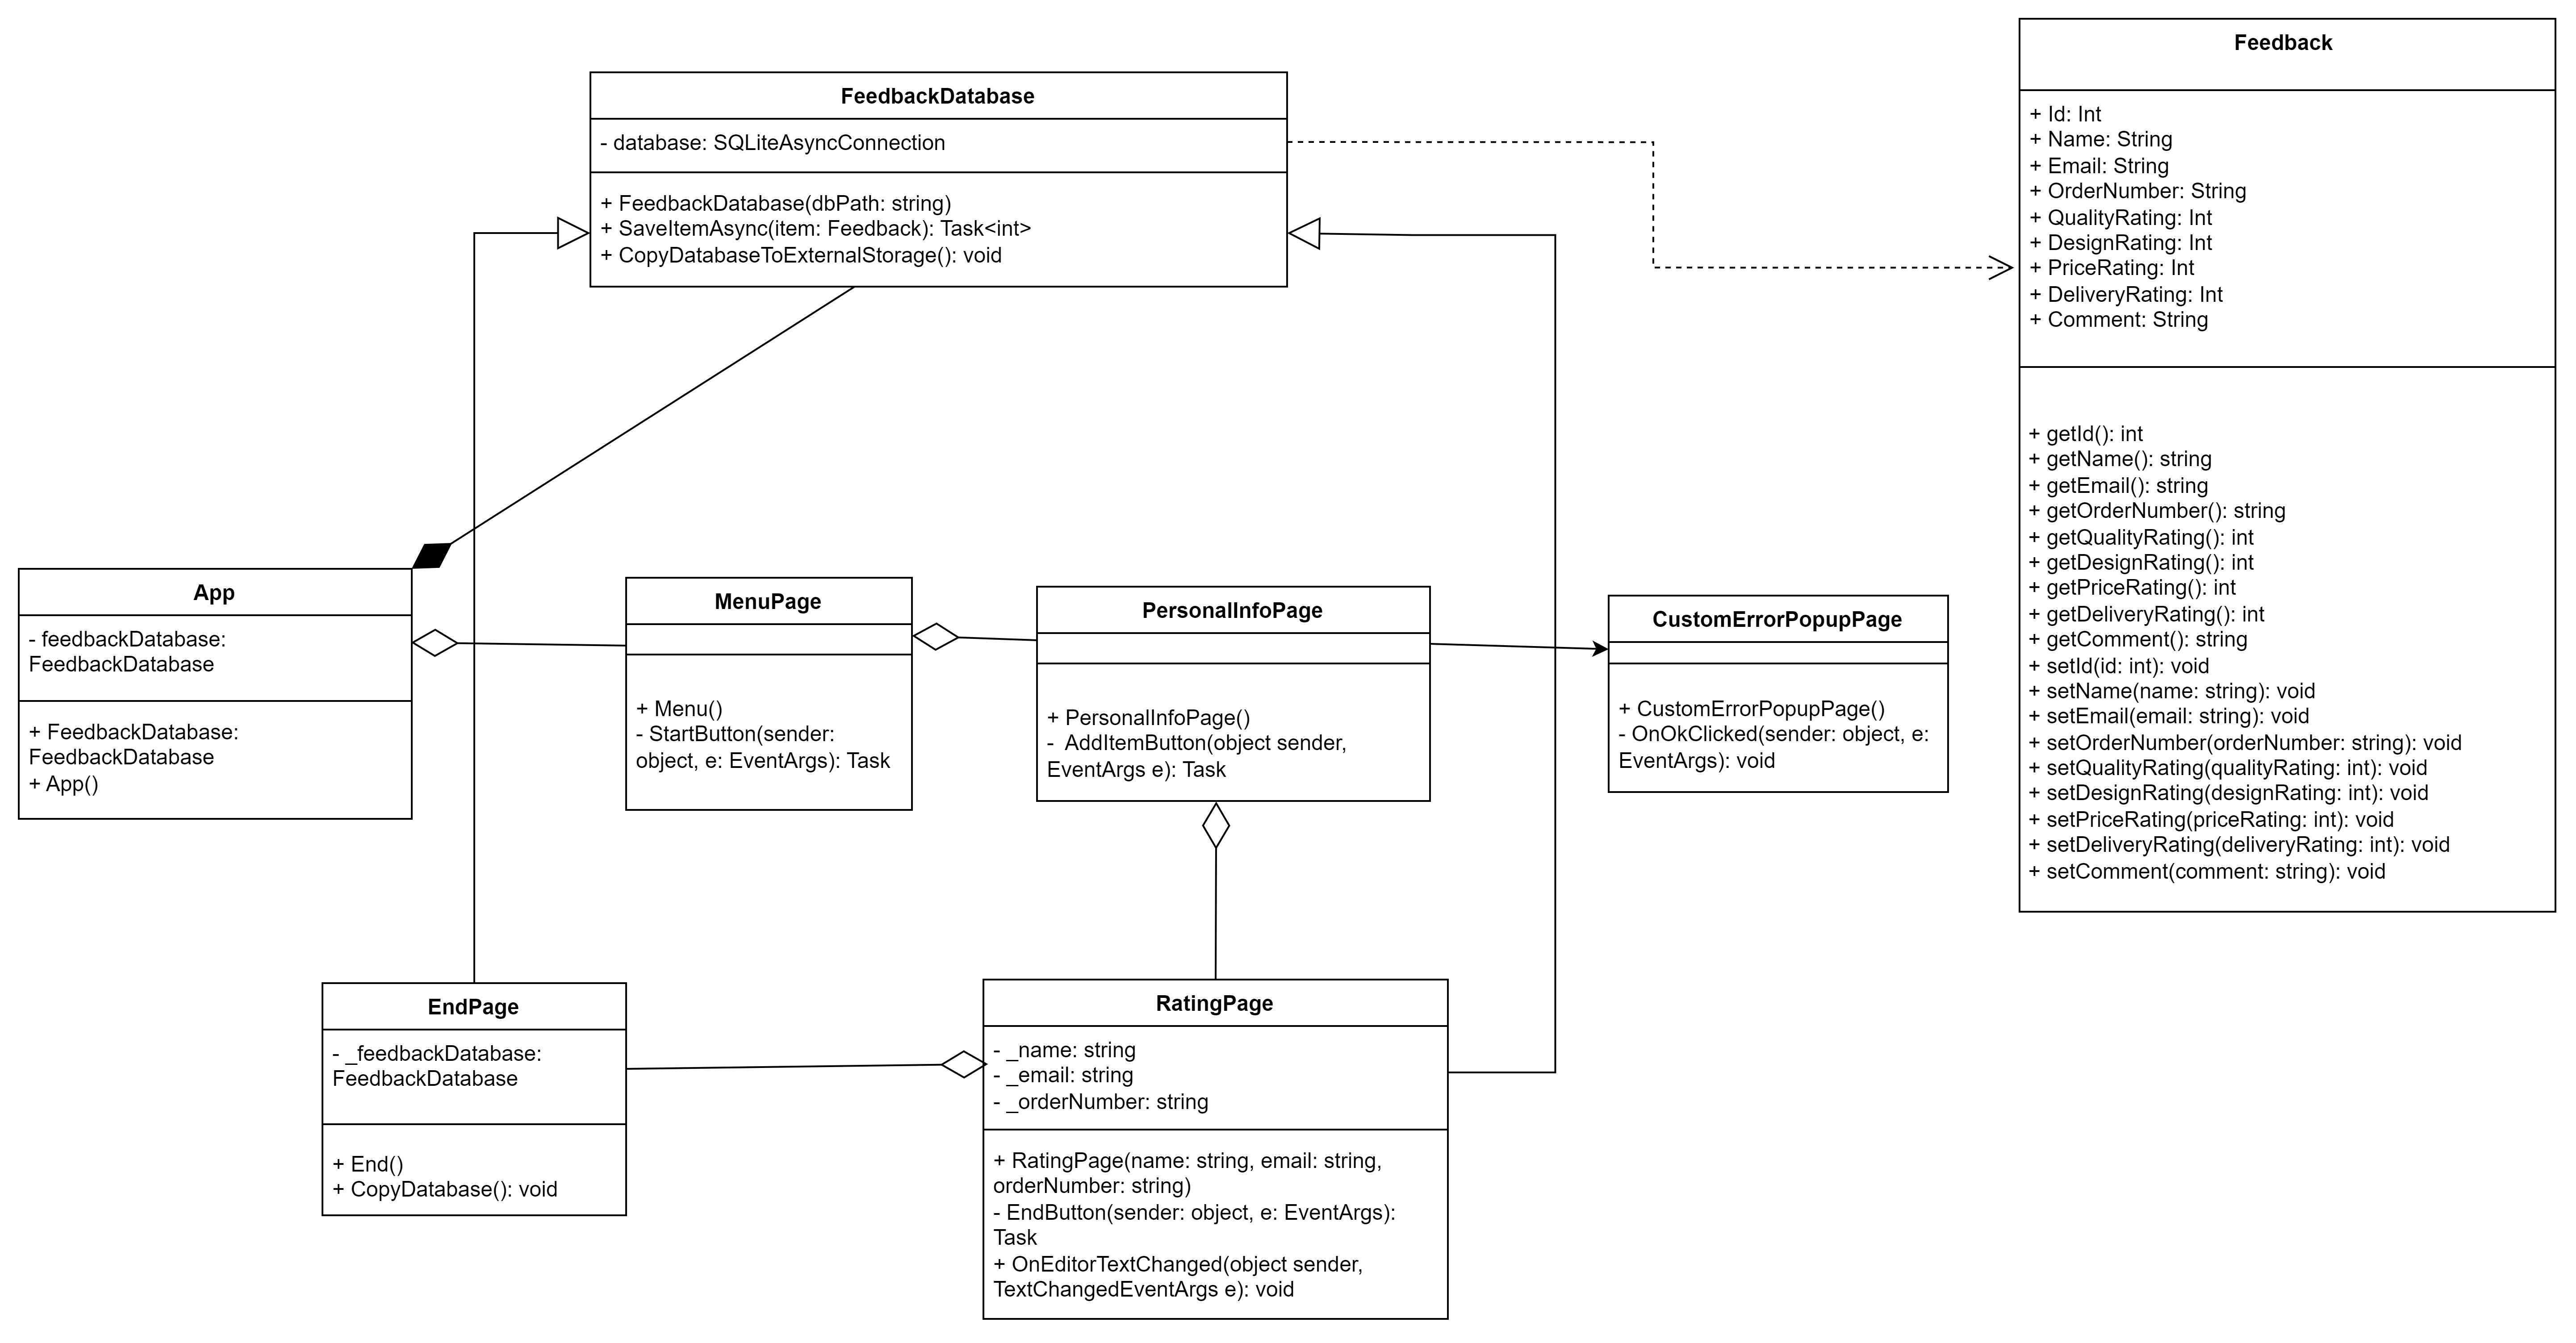 Feedback
+ Id: Int
+ Name: String
+ Email: String
+ OrderNumber: String
+ QualityRating: Int
+ DesignRating: Int
+ PriceRating: Int
+ DeliveryRating: Int
+ Comment: String
+ getId(): int
+ getName(): string
+ getEmail(): string
+ getOrderNumber(): string
+ getQualityRating(): int
+ getDesignRating(): int
+ getPriceRating(): int
+ getDeliveryRating(): int
+ getComment(): string
+ setId(id: int): void
+ setName(name: string): void
+ setEmail(email: string): void
+ setOrderNumber(orderNumber: string): void
+ setQualityRating(qualityRating: int): void
+ setDesignRating(designRating: int): void
+ setPriceRating(priceRating: int): void
+ setDeliveryRating(deliveryRating: int): void
+ setComment(comment: string): void
FeedbackDatabase
- database: SQLiteAsyncConnection
+ FeedbackDatabase(dbPath: string)
+ SaveItemAsync(item: Feedback): Task<int>
+ CopyDatabaseToExternalStorage(): void
App
- feedbackDatabase:
FeedbackDatabase
+ FeedbackDatabase:
FeedbackDatabase
+ App()
MenuPage
+ Menu()
- StartButton(sender:
object, e: EventArgs): Task
PersonalInfoPage
+ PersonalInfoPage()
- AddItemButton(object sender,
EventArgs e): Task
CustomErrorPopupPage
+ CustomErrorPopupPage()
- OnOkClicked(sender: object, e:
EventArgs): void
EndPage
- _feedbackDatabase:
FeedbackDatabase
+ End()
+ CopyDatabase(): void
RatingPage
- _name: string
- _email: string
- _orderNumber: string
+ RatingPage(name: string, email: string,
orderNumber: string)
- EndButton(sender: object, e: EventArgs):
Task
+ OnEditorTextChanged(object sender,
TextChangedEventArgs e): void